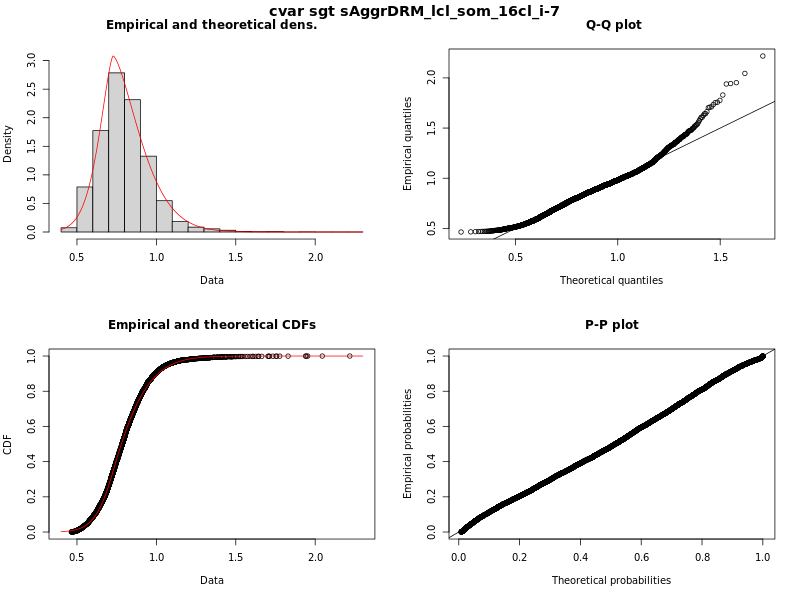 cvar sgt sAggrDRM_lcl_som_16cl_i-7
Empirical and theoretical dens.
Density
0.0 0.5 1.0 1.5 2.0 2.5 3.0
0.5 1.0 1.5 2.0
Data
Q-Q plot
Empirical quantiles
0.5 1.0 1.5 2.0
0.5 1.0 1.5
Theoretical quantiles
Empirical and theoretical CDFs
CDF
0.0 0.2 0.4 0.6 0.8 1.0
0.5 1.0 1.5 2.0
Data
P-P plot
Empirical probabilities
0.0 0.2 0.4 0.6 0.8 1.0
0.0 0.2 0.4 0.6 0.8 1.0
Theoretical probabilities